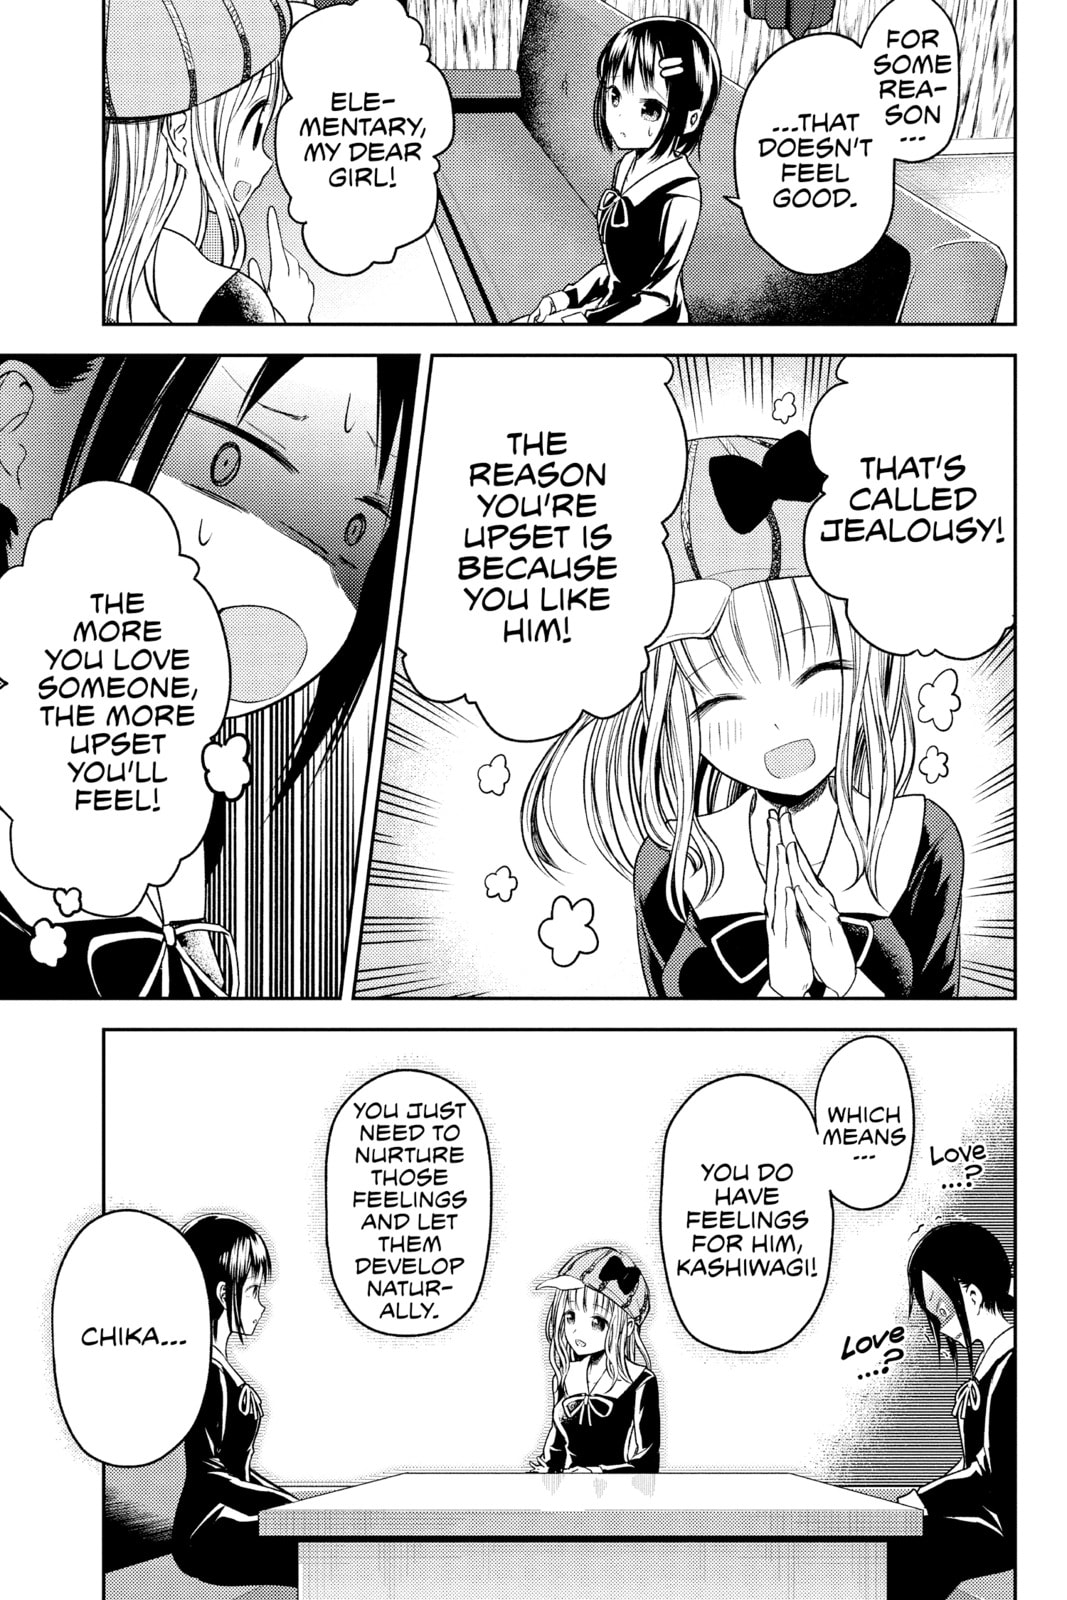 FOR
SOME
REA-
SON
...
...THAT
DOESN'T
FEEL
GOOD.
ELE-
MENTARY,
MY DEAR
GIRL!
THAT'S
CALLED
JEALOUSY!
THE
REASON
YOU'RE
UPSET IS
BECAUSE
YOU LIKE
HIM!
THE
MORE
YOU LOVE
SOMEONE,
THE MORE
UPSET
YOU'LL
FEEL!
WHICH
MEANS
...
YOU DO
HAVE
FEELINGS
FOR HIM,
KASHIWAGI!
Love
...?
Love
...?
YOU JUST
NEED TO
NURTURE
THOSE
FEELINGS
AND LET
THEM
DEVELOP
NATUR-
ALLY.
CHIKA...